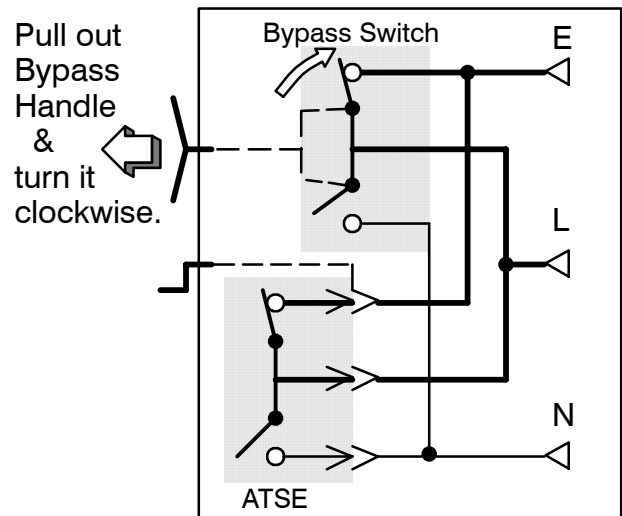 Pull out
Bypass
Handle
&
turn it
clockwise.
Bypass Switch
E
L
N
ATSE